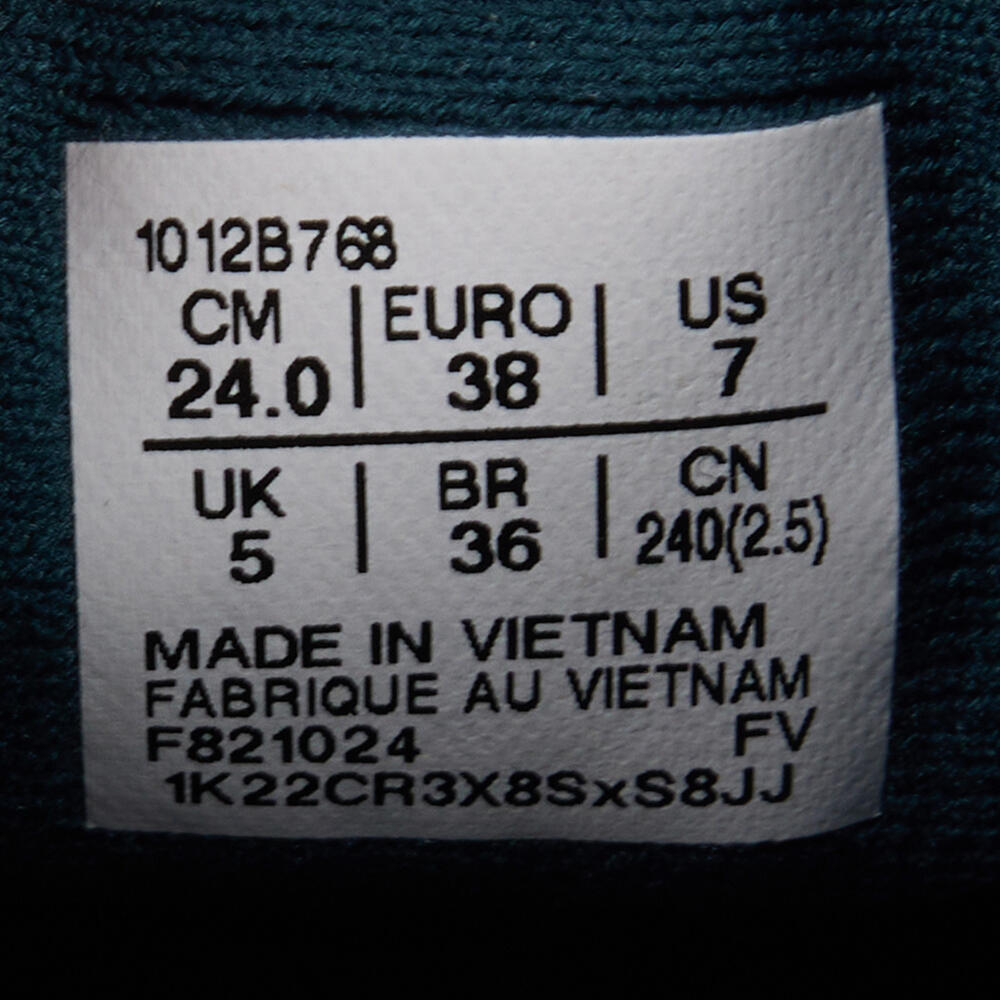 1012B768
CM | EURO | US
24.0 | 38 | 7
UK | BR | CN
5 | 36 | 240(2.5)
MADE IN VIETNAM
FABRIQUE AU VIETNAM
F821024 FV
1K22CR3X8SxS8JJ